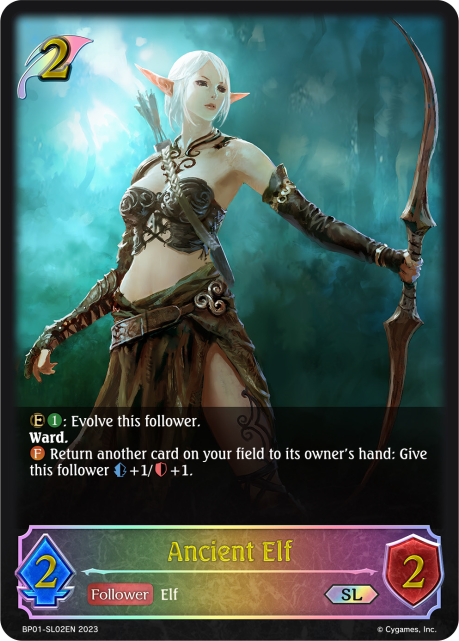 2
E 1: Evolve this follower.
Ward.
F Return another card on your field to its owner's hand: Give
this follower +1/ +1.
Ancient Elf
2
Follower Elf
SL
2
BP01-SL02EN 2023
© Cygames, Inc.